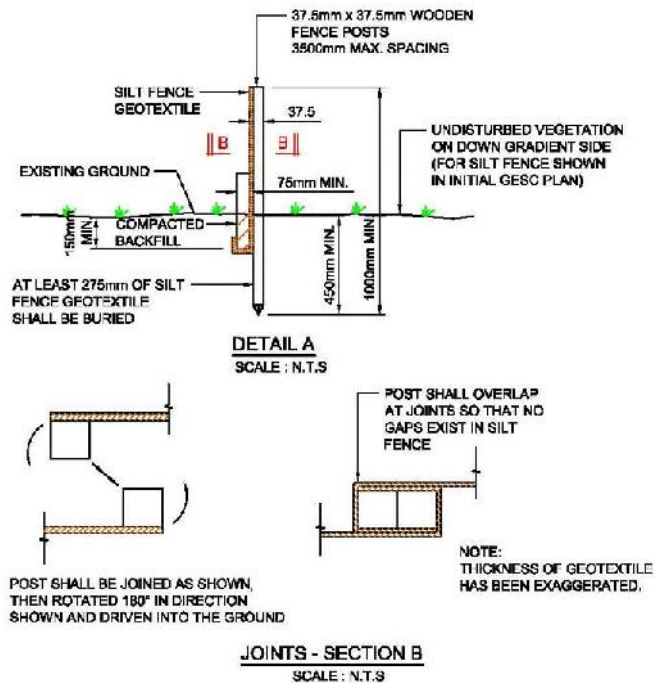 37.5mm x 37.5mm WOODEN
FENCE POSTS
3500mm MAX. SPACING
SILT FENCE
GEOTEXTILE
37.5
B
B
UNDISTURBED VEGETATION
ON DOWN GRADIENT SIDE
(FOR SILT FENCE SHOWN
IN INITIAL GESC PLAN)
EXISTING GROUND
75mm MIN.
COMPACTED
BACKFILL
150mm
MIN.
450mm MIN.
1000mm MIN.
AT LEAST 275mm OF SILT
FENCE GEOTEXTILE
SHALL BE BURIED
DETAIL A
SCALE : N.T.S
POST SHALL OVERLAP
AT JOINTS SO THAT NO
GAPS EXIST IN SILT
FENCE
NOTE:
THICKNESS OF GEOTEXTILE
HAS BEEN EXAGGERATED.
POST SHALL BE JOINED AS SHOWN,
THEN ROTATED 180° IN DIRECTION
SHOWN AND DRIVEN INTO THE GROUND
JOINTS - SECTION B
SCALE : N.T.S